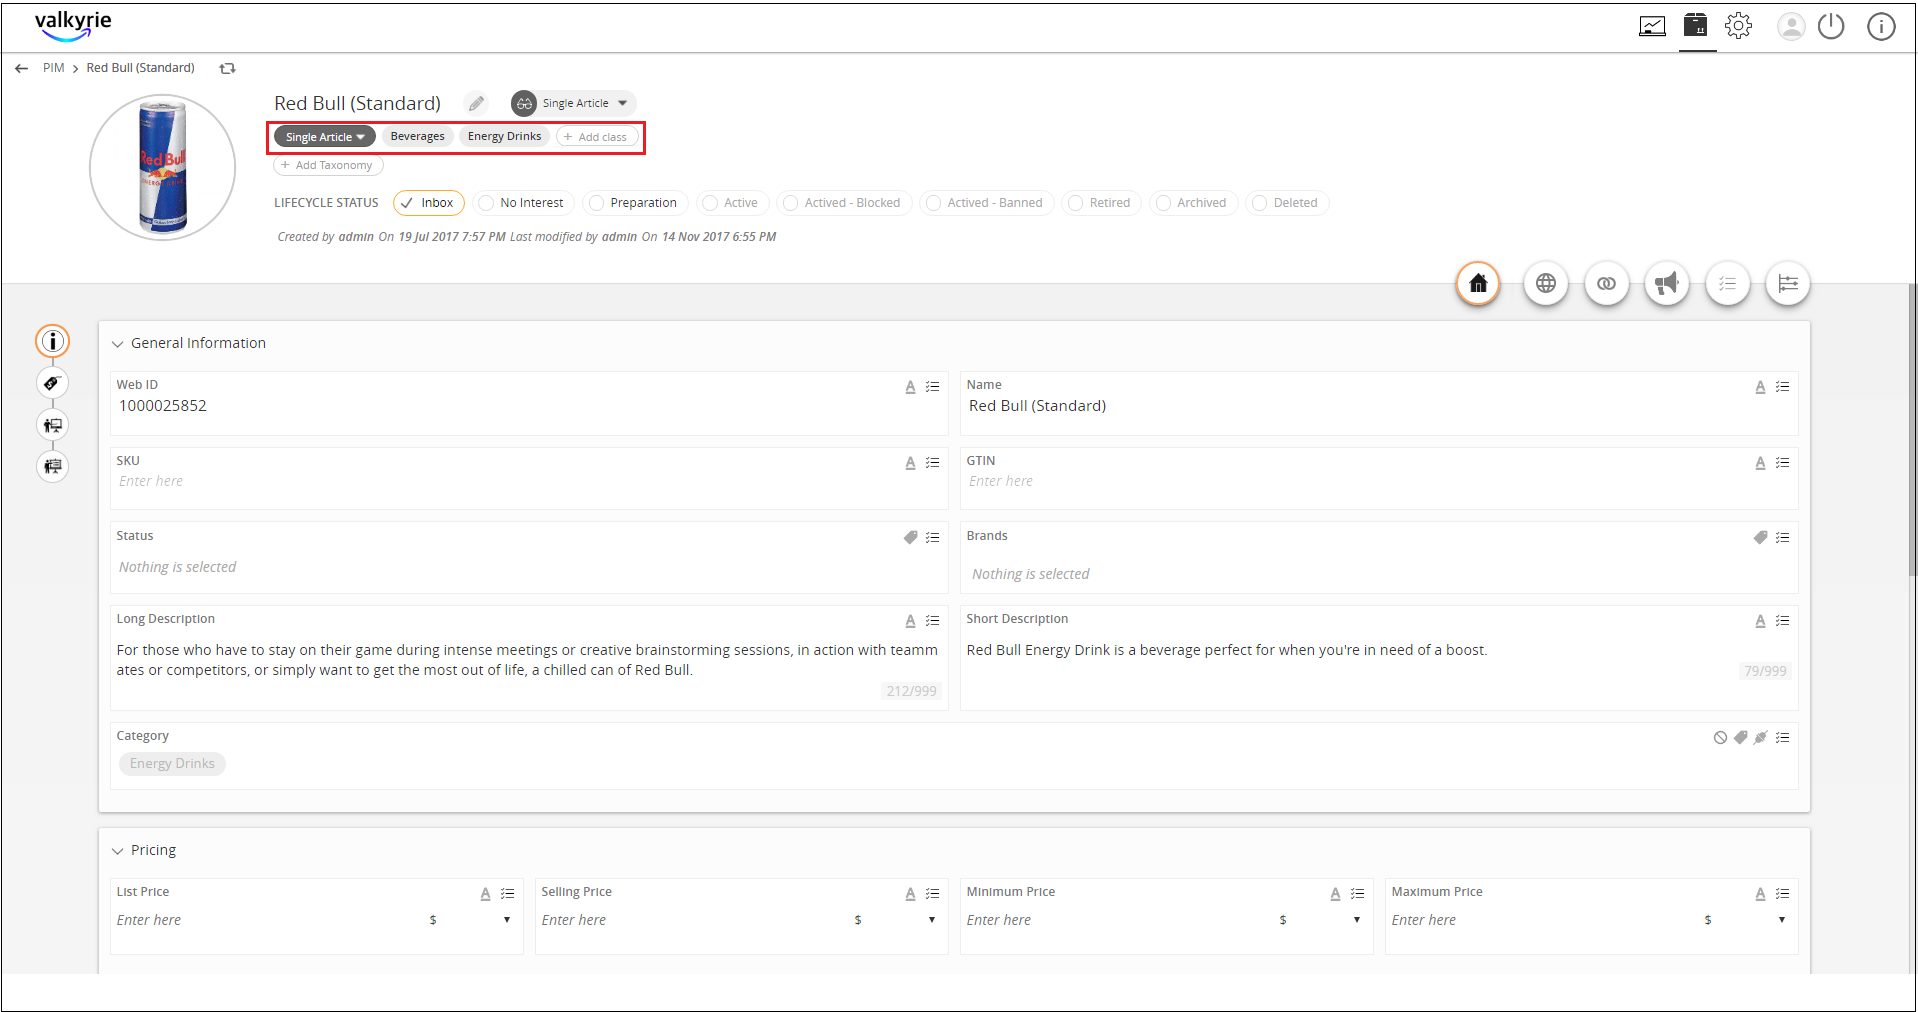 valkyrie
PIM > Red Bull (Standard)
Red Bull (Standard)
Single Article
Single Article
Beverages
Energy Drinks
+ Add class
+ Add Taxonomy
LIFECYCLE STATUS
Inbox
No Interest
Preparation
Active
Actived - Blocked
Actived - Banned
Retired
Archived
Deleted
Created by admin On 19 Jul 2017 7:57 PM Last modified by admin On 14 Nov 2017 6:55 PM
Red Bull
ENERGY DRINK
General Information
Web ID
1000025852
Name
Red Bull (Standard)
SKU
Enter here
GTIN
Enter here
Status
Nothing is selected
Brands
Nothing is selected
Long Description
For those who have to stay on their game during intense meetings or creative brainstorming sessions, in action with teamm
ates or competitors, or simply want to get the most out of life, a chilled can of Red Bull.
212/999
Short Description
Red Bull Energy Drink is a beverage perfect for when you're in need of a boost.
79/999
Category
Energy Drinks
Pricing
List Price
Enter here
$
Selling Price
Enter here
$
Minimum Price
Enter here
$
Maximum Price
Enter here
$